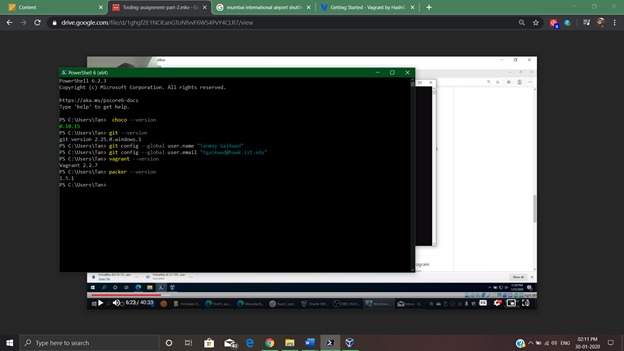 Content
Tooling-assignment-part-2.mkv - G
mumbai international airport shutt
Getting Started - Vagrant by Hashi
drive.google.com/file/d/1ghgfZE1NOEanGToNfvvF6W54PVf4CLR7/view
PowerShell 6 (x64)
PowerShell 6.2.3
Copyright (c) Microsoft Corporation. All rights reserved.
https://aka.ms/pscore6-docs
Type 'help' to get help.
PS C:\Users\Tan> choco --version
0.10.15
PS C:\Users\Tan> git --version
git version 2.25.0.windows.1
PS C:\Users\Tan> git config --global user.name "Tanmay Gaikwad"
PS C:\Users\Tan> git config --global user.email "tgaikwad@hawk.iit.edu"
PS C:\Users\Tan> vagrant --version
Vagrant 2.2.7
PS C:\Users\Tan> packer --version
1.5.1
PS C:\Users\Tan>
Show all
6:23 / 40:33
Type here to search
ENG
02:11 PM
30-01-2020